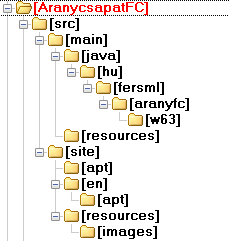 [AranycsapatFC]
[src]
[main]
[java]
[hu]
[fersml]
[aranyfc]
[w63]
[resources]
[site]
[apt]
[en]
[apt]
[resources]
[images]